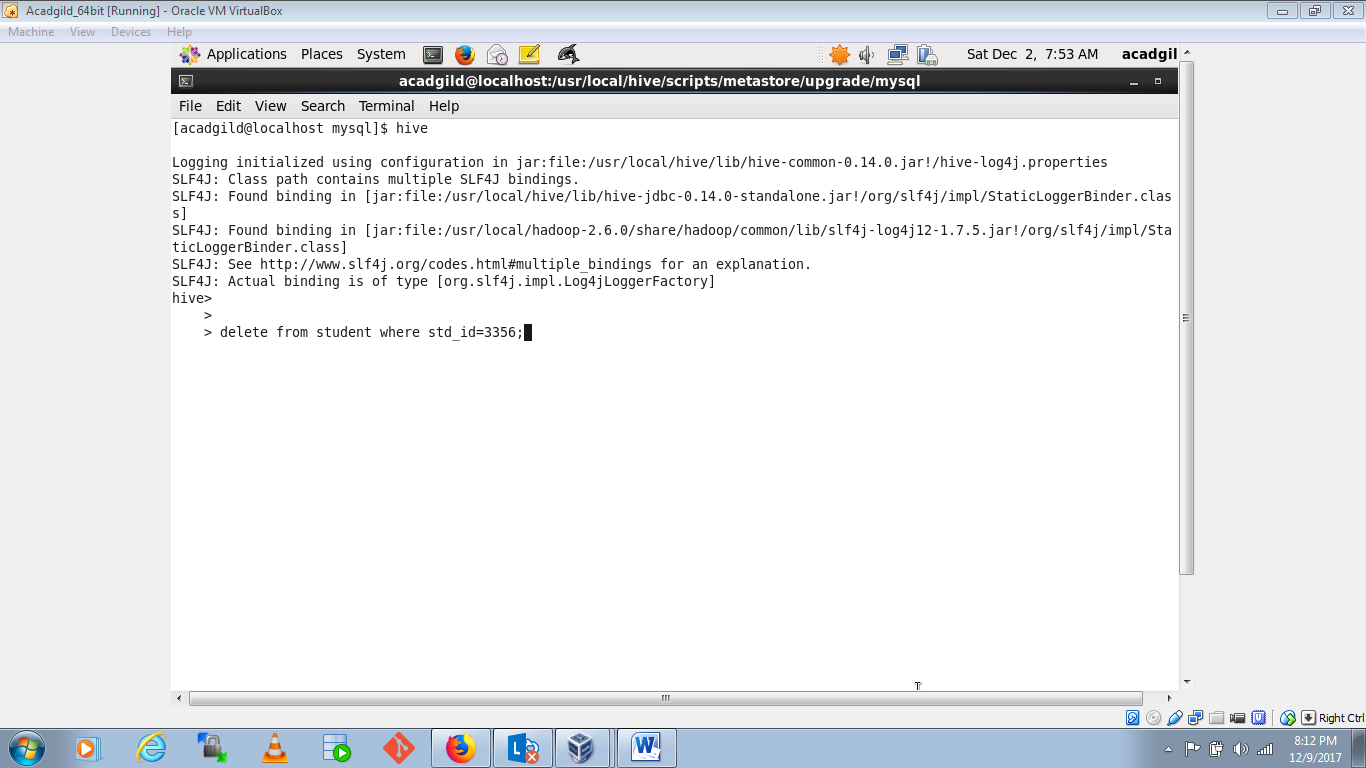 Acadgild_64bit [Running] - Oracle VM VirtualBox
Machine View Devices Help
Applications Places System Sat Dec 2, 7:53 AM acadgil
acadgild@localhost:/usr/local/hive/scripts/metastore/upgrade/mysql
File Edit View Search Terminal Help
[acadgild@localhost mysql]$ hive
Logging initialized using configuration in jar:file:/usr/local/hive/lib/hive-common-0.14.0.jar!/hive-log4j.properties
SLF4J: Class path contains multiple SLF4J bindings.
SLF4J: Found binding in [jar:file:/usr/local/hive/lib/hive-jdbc-0.14.0-standalone.jar!/org/slf4j/impl/StaticLoggerBinder.clas
s]
SLF4J: Found binding in [jar:file:/usr/local/hadoop-2.6.0/share/hadoop/common/lib/slf4j-log4j12-1.7.5.jar!/org/slf4j/impl/Sta
ticLoggerBinder.class]
SLF4J: See http://www.slf4j.org/codes.html#multiple_bindings for an explanation.
SLF4J: Actual binding is of type [org.slf4j.impl.Log4jLoggerFactory]
hive>
    >
    > delete from student where std_id=3356;
Right Ctrl
8:12 PM
12/9/2017